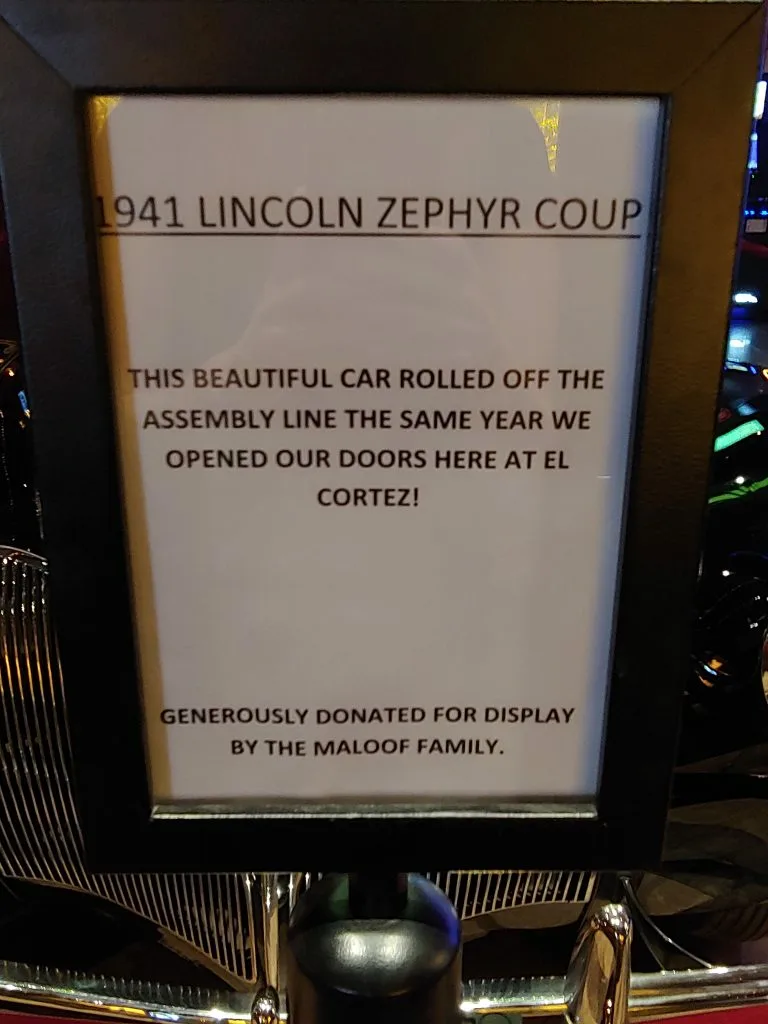 1941 LINCOLN ZEPHYR COUP
THIS BEAUTIFUL CAR ROLLED OFF THE
ASSEMBLY LINE THE SAME YEAR WE
OPENED OUR DOORS HERE AT EL
CORTEZ!
GENEROUSLY DONATED FOR DISPLAY
BY THE MALOOF FAMILY.